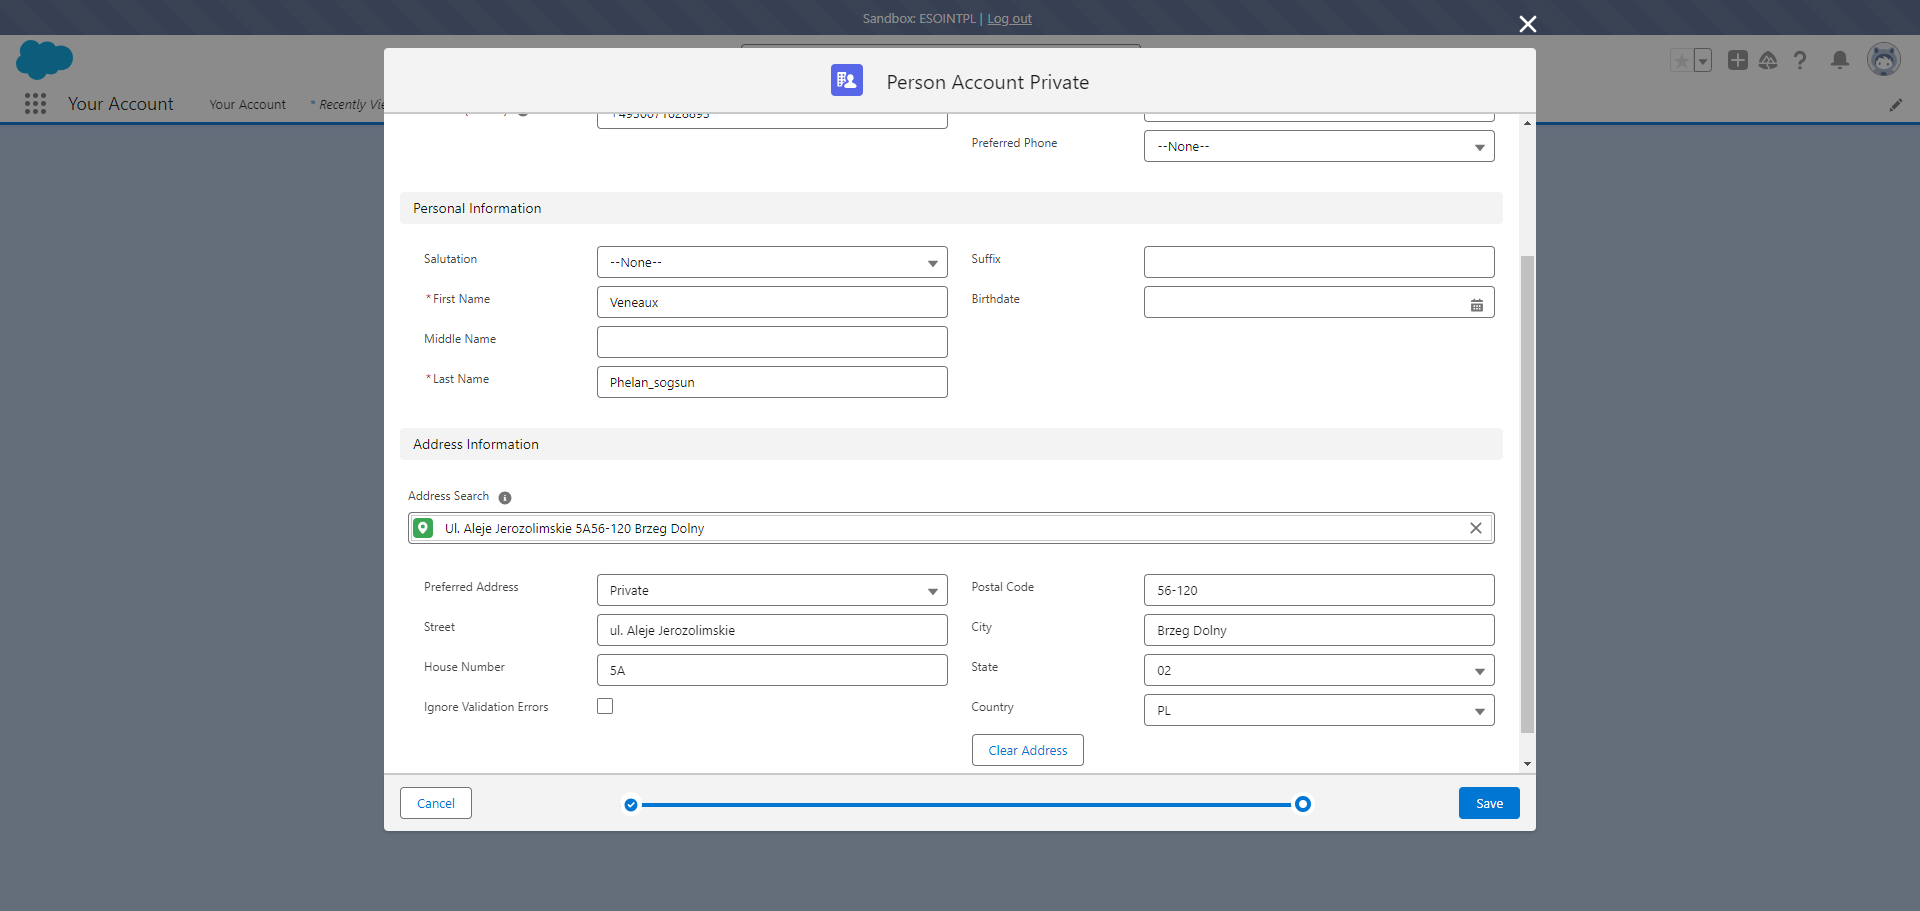 Sandbox: ESOINTPL | Log out
Person Account Private
Your Account
Your Account
* Recently Vie
Preferred Phone
--None--
Personal Information
Salutation
--None--
Suffix
*First Name
Veneaux
Birthdate
Middle Name
*Last Name
Phelan_sogsun
Address Information
Address Search
Ul. Aleje Jerozolimskie 5A56-120 Brzeg Dolny
Preferred Address
Private
Postal Code
56-120
Street
ul. Aleje Jerozolimskie
City
Brzeg Dolny
House Number
5A
State
02
Ignore Validation Errors
Country
PL
Clear Address
Cancel
Save